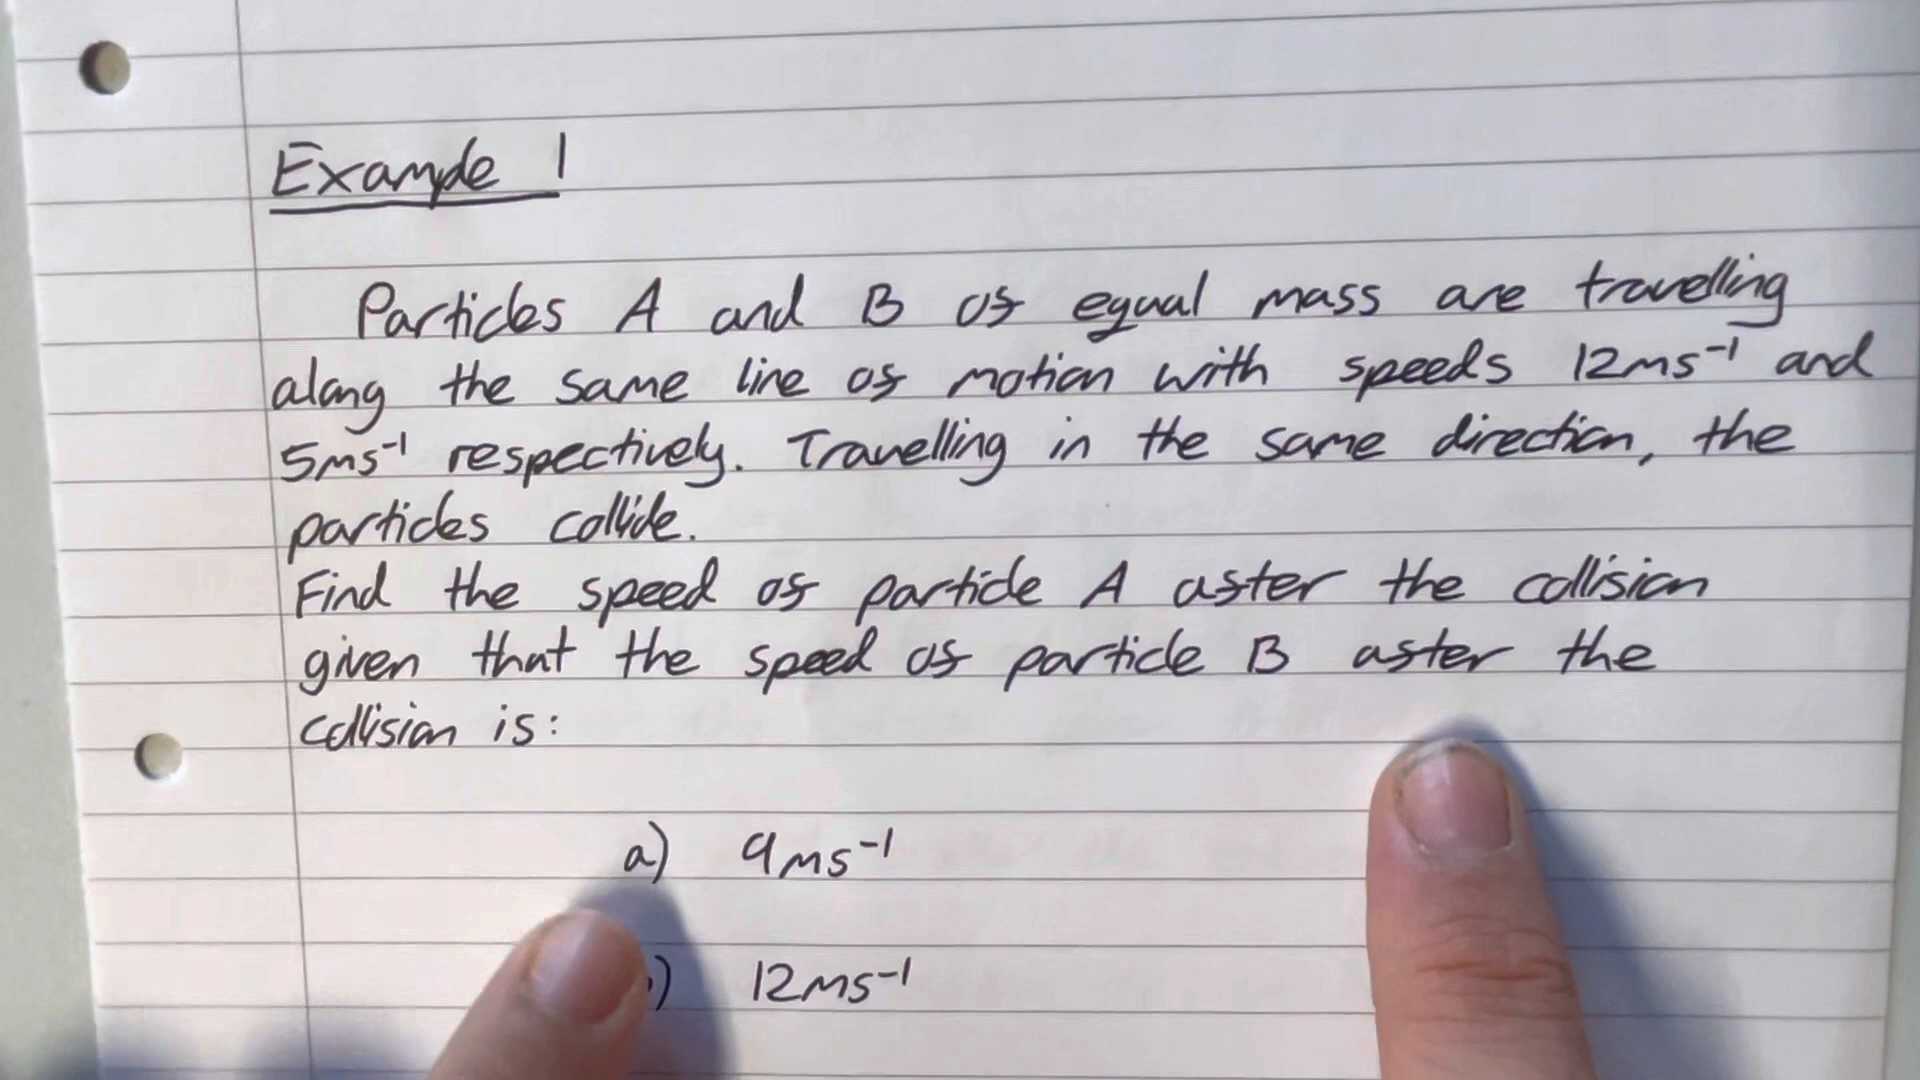 Example 1
Particles A and B of equal mass are travelling
along the same line of motion with speeds 12ms⁻¹ and
5ms⁻¹ respectively. Travelling in the same direction, the
particles collide.
Find the speed of particle A after the collision
given that the speed of particle B after the
collision is:
a) 9ms⁻¹
) 12ms⁻¹